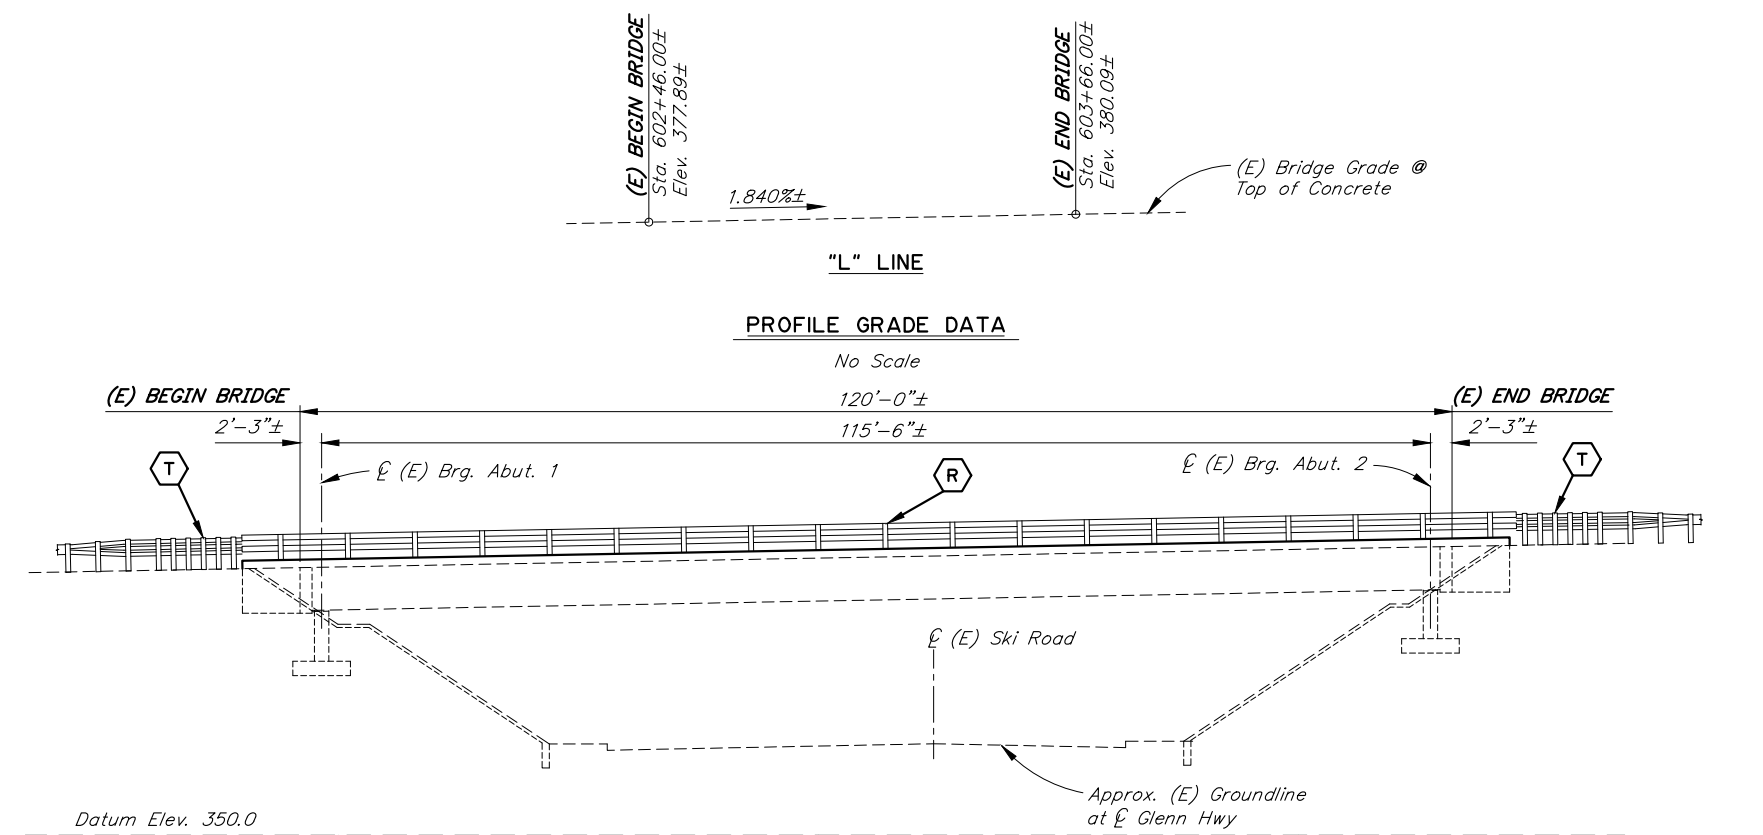 (E) BEGIN BRIDGE
Sta. 602+46.00±
Elev. 377.89±
(E) END BRIDGE
Sta. 603+66.00±
Elev. 380.09±
1.840%±
(E) Bridge Grade @
Top of Concrete
"L" LINE
PROFILE GRADE DATA
No Scale
(E) BEGIN BRIDGE
120'-0"±
(E) END BRIDGE
2'-3"±
115'-6"±
2'-3"±
T
℄ (E) Brg. Abut. 1
R
℄ (E) Brg. Abut. 2
T
℄ (E) Ski Road
Approx. (E) Groundline
at ℄ Glenn Hwy
Datum Elev. 350.0